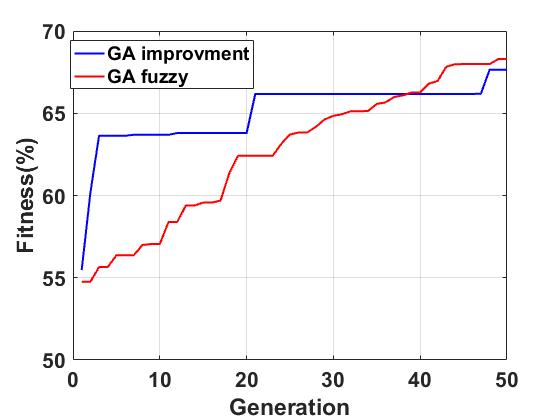 70
65
60
55
50
GA improvment
GA fuzzy
Fitness(%)
0 10 20 30 40 50
Generation